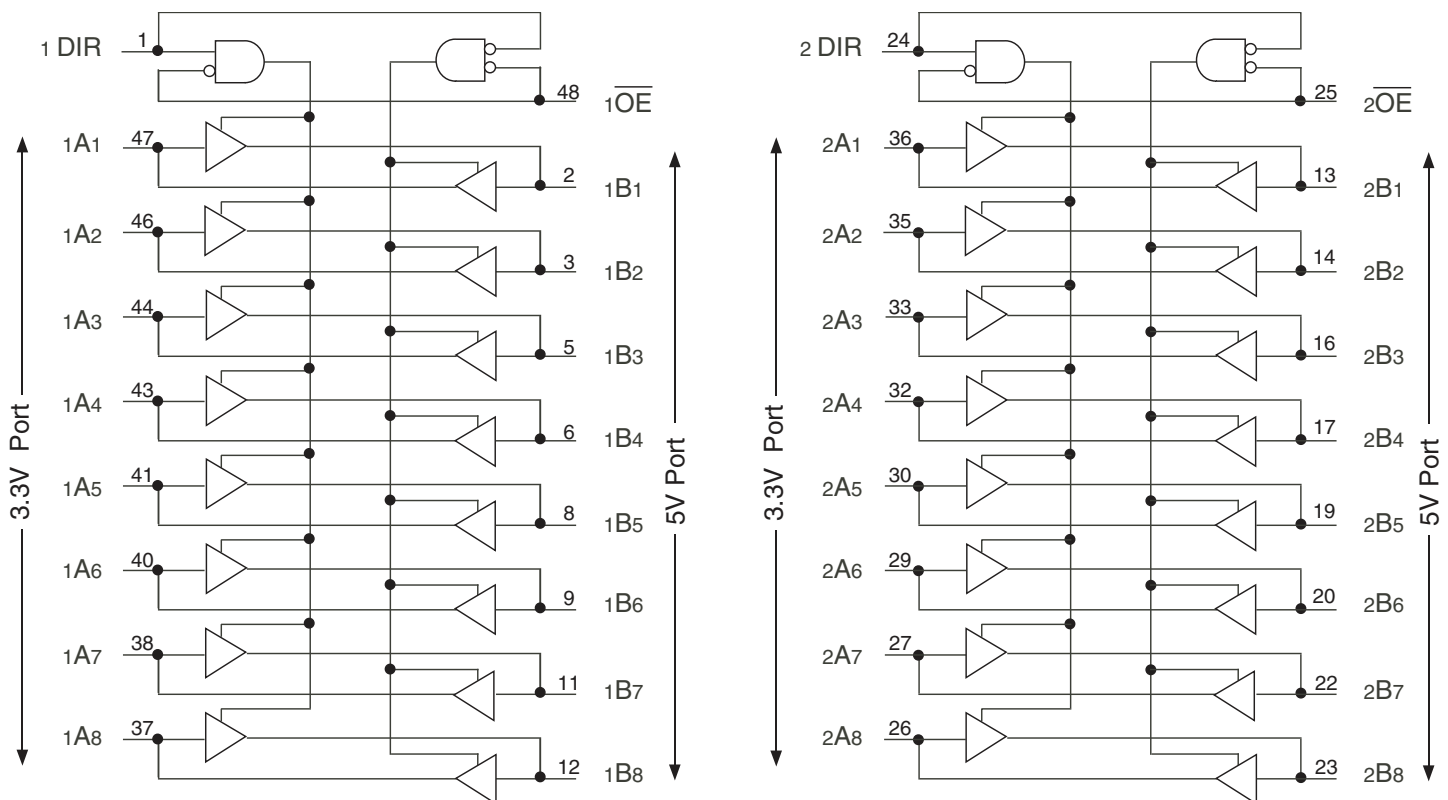 1 DIR 1
48 1OE
1A1 47
2 1B1
1A2 46
3 1B2
1A3 44
5 1B3
1A4 43
6 1B4
1A5 41
8 1B5
1A6 40
9 1B6
1A7 38
11 1B7
1A8 37
12 1B8
3.3V Port
5V Port
2 DIR 24
25 2OE
2A1 36
13 2B1
2A2 35
14 2B2
2A3 33
16 2B3
2A4 32
17 2B4
2A5 30
19 2B5
2A6 29
20 2B6
2A7 27
22 2B7
2A8 26
23 2B8
3.3V Port
5V Port